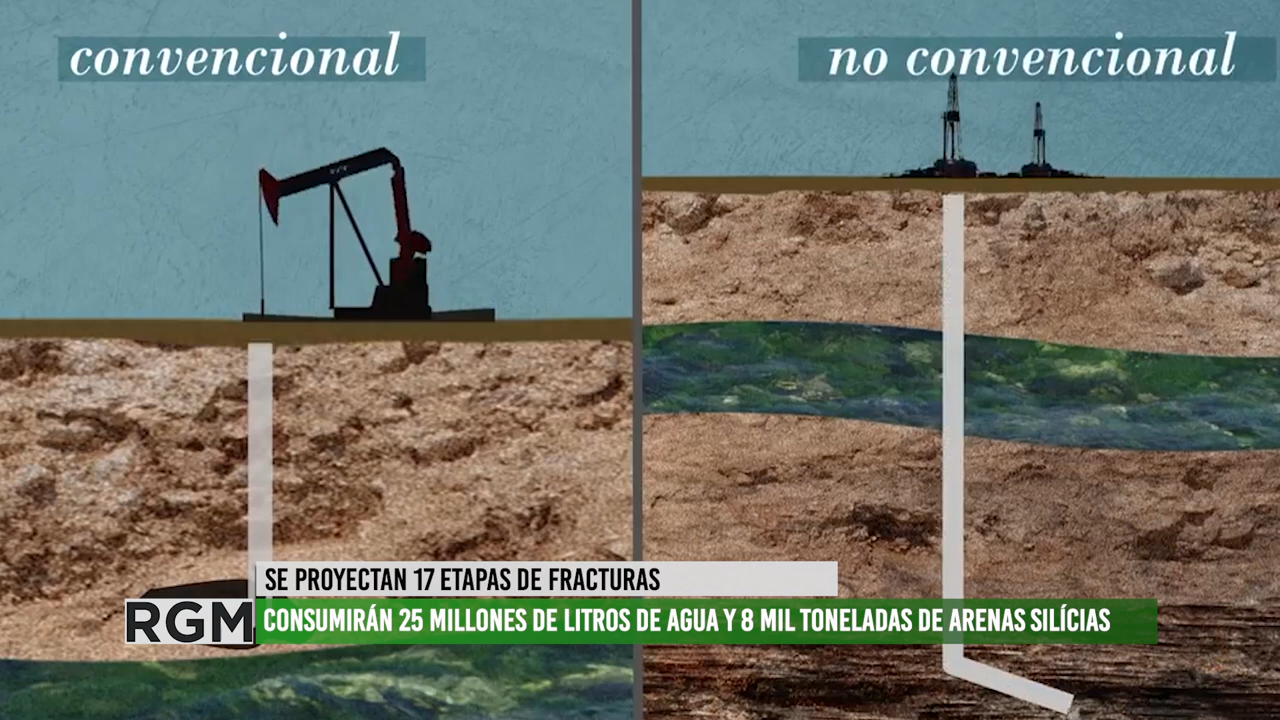 convencional
no convencional
SE PROYECTAN 17 ETAPAS DE FRACTURAS
RGM
CONSUMIRÁN 25 MILLONES DE LITROS DE AGUA Y 8 MIL TONELADAS DE ARENAS SILÍCIAS